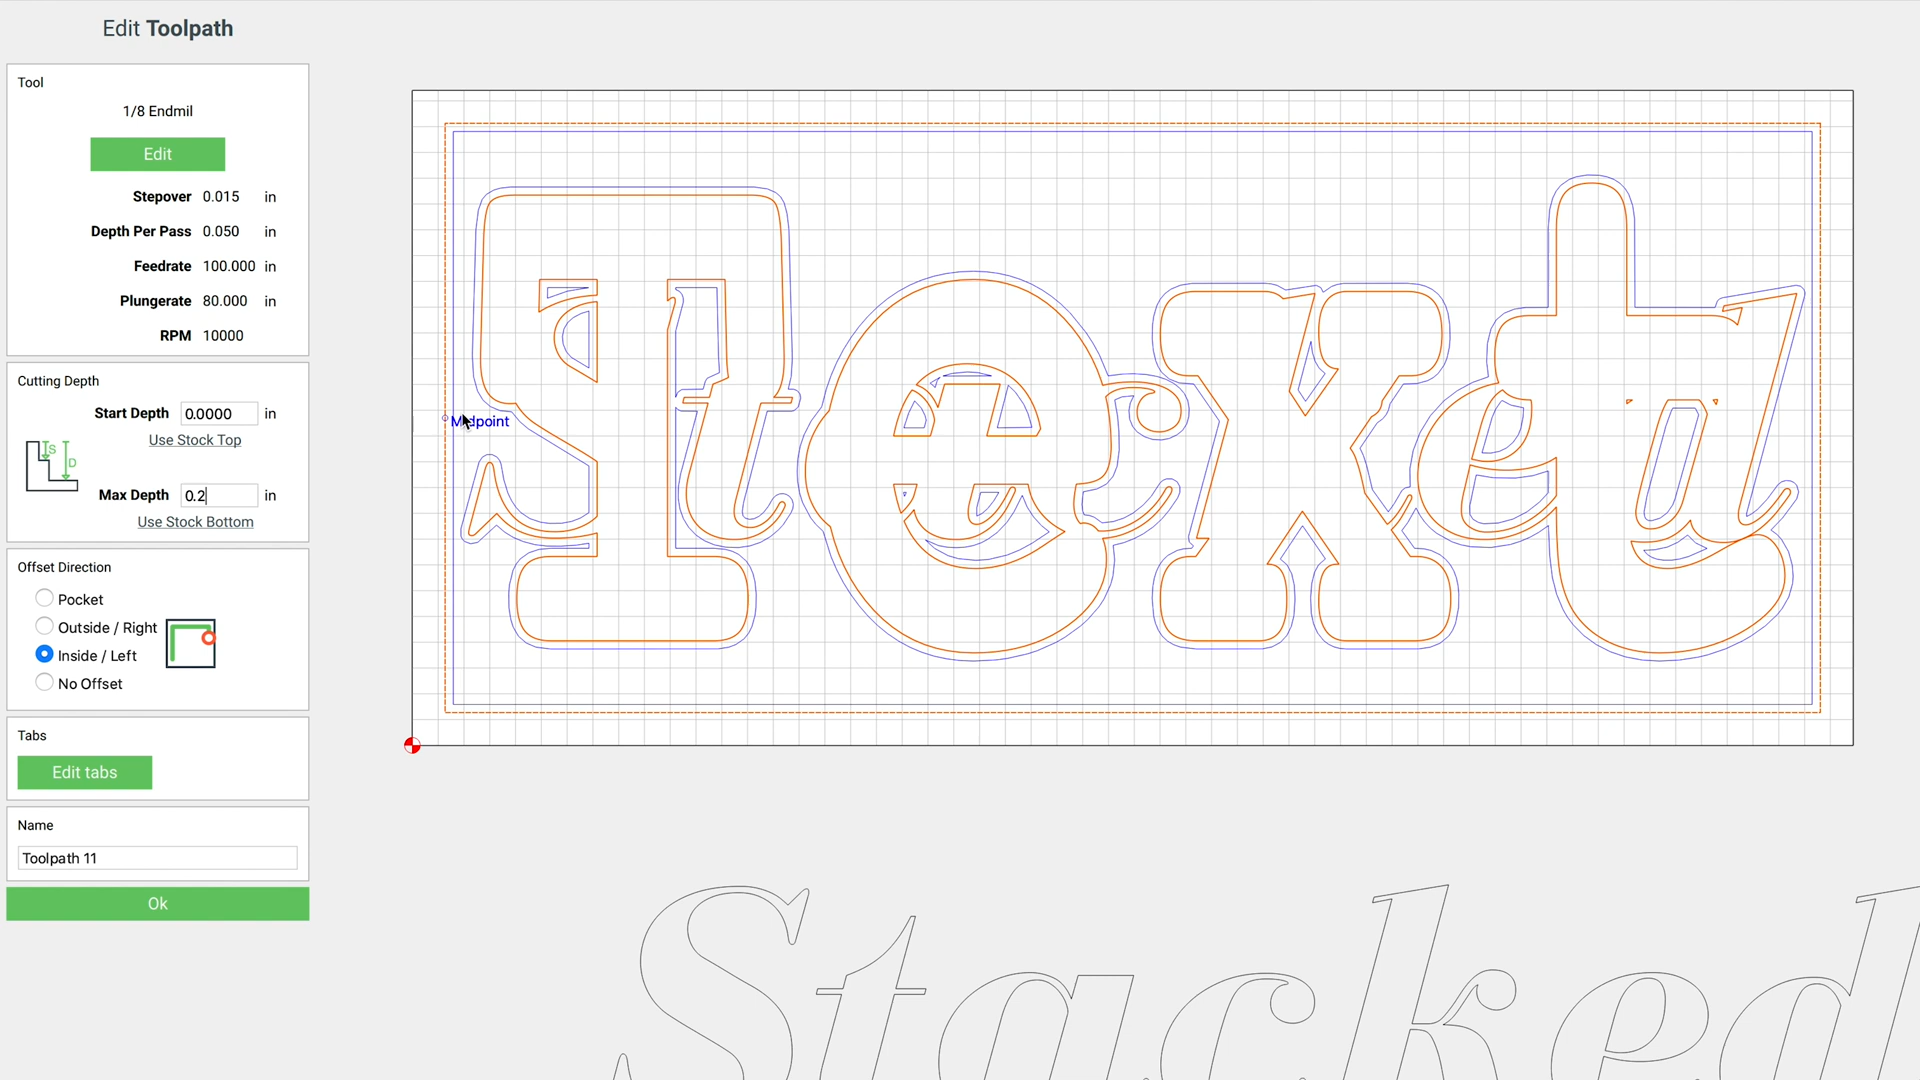 Edit Toolpath
Tool
1/8 Endmil
Edit
Stepover 0.015 in
Depth Per Pass 0.050 in
Feedrate 100.000 in
Plungerate 80.000 in
RPM 10000
Cutting Depth
Start Depth 0.0000 in
Use Stock Top
S
D
Max Depth 0.2 in
Use Stock Bottom
Offset Direction
Pocket
Outside / Right
Inside / Left
No Offset
Tabs
Edit tabs
Name
Toolpath 11
Ok
Midpoint
Stacked